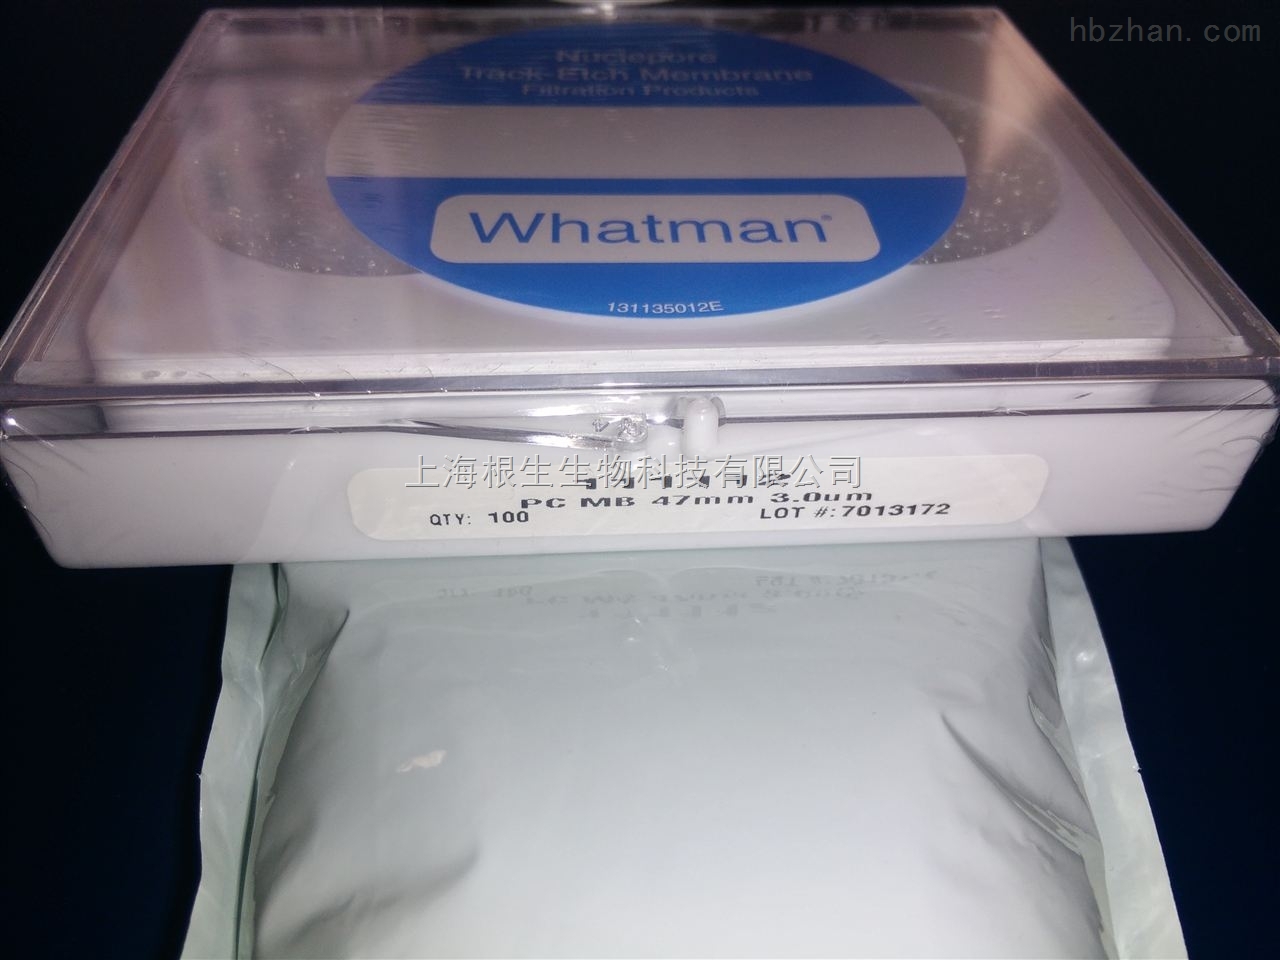 hbzhan.com
Nuclepore
Track-Etch Membrane
Filtration Products
Whatman®
131135012E
上海根生生物科技有限公司
PC MB 47mm 3.0um
QTY: 100
LOT #: 7013172